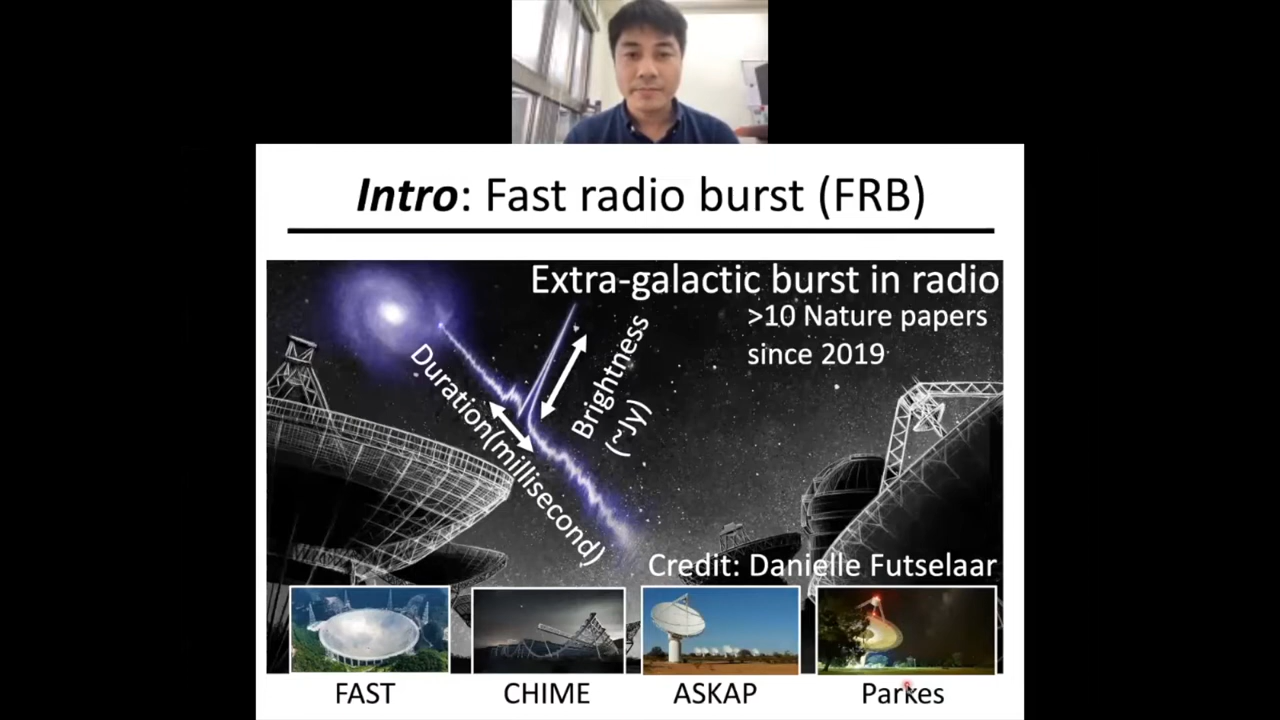 Intro: Fast radio burst (FRB)
Extra-galactic burst in radio
>10 Nature papers
since 2019
Duration(millisecond)
Brightness
(~Jy)
Credit: Danielle Futselaar
FAST
CHIME
ASKAP
Parkes